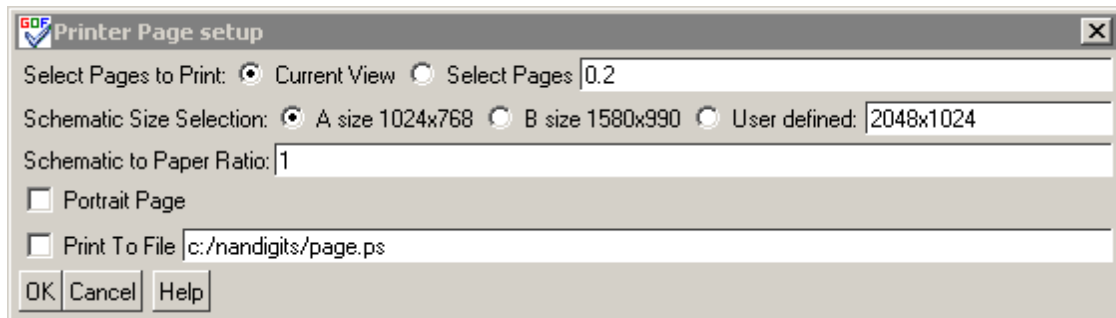 GOF Printer Page setup
Select Pages to Print: Current View Select Pages 0.2
Schematic Size Selection: A size 1024x768 B size 1580x990 User defined: 2048x1024
Schematic to Paper Ratio: 1
Portrait Page
Print To File c:/nandigits/page.ps
OK Cancel Help